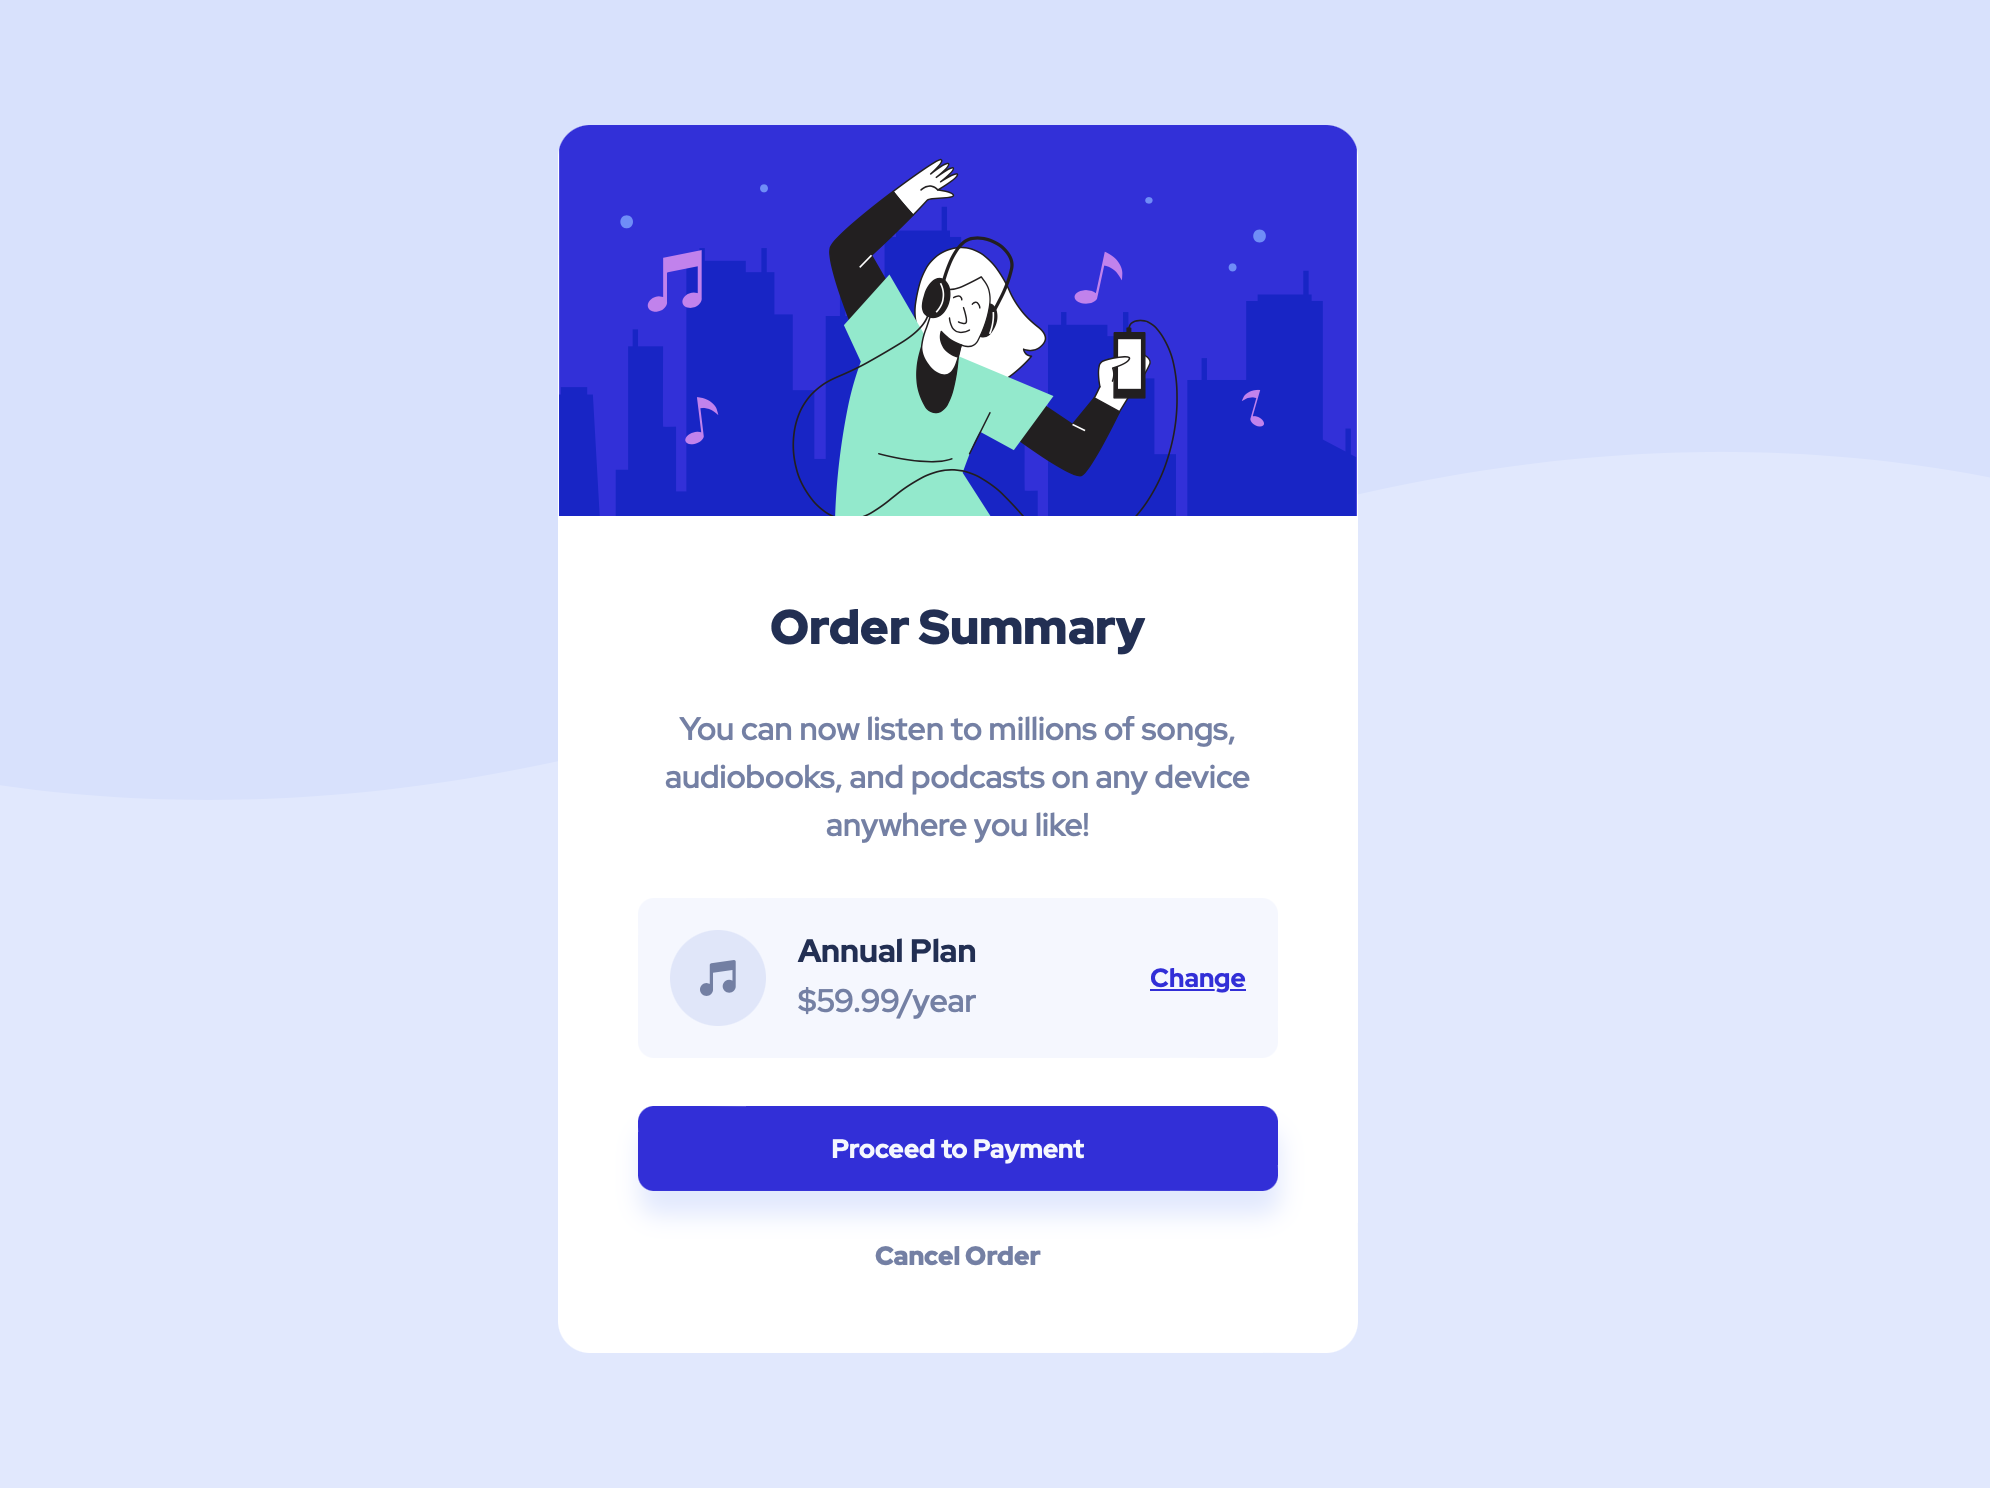 Order Summary
You can now listen to millions of songs,
audiobooks, and podcasts on any device
anywhere you like!
Annual Plan
$59.99/year
Change
Proceed to Payment
Cancel Order